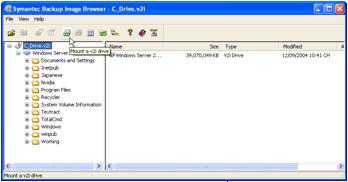 Symantec Backup Image Browser - C_Drive.v2i
File View Help
C_Drive.v2i
Windows Server
Documents and Settings
Inetpub
Japanese
Nvidia
Program Files
Recycler
System Volume Information
Textract
TotalCmd
Windows
wmpub
Working
Mount a v2i drive
Name Size Type Modified
Windows Server 2... 39,070,049 KB V2i Drive 12/09/2004 10:41 CH
Mount a v2i drive